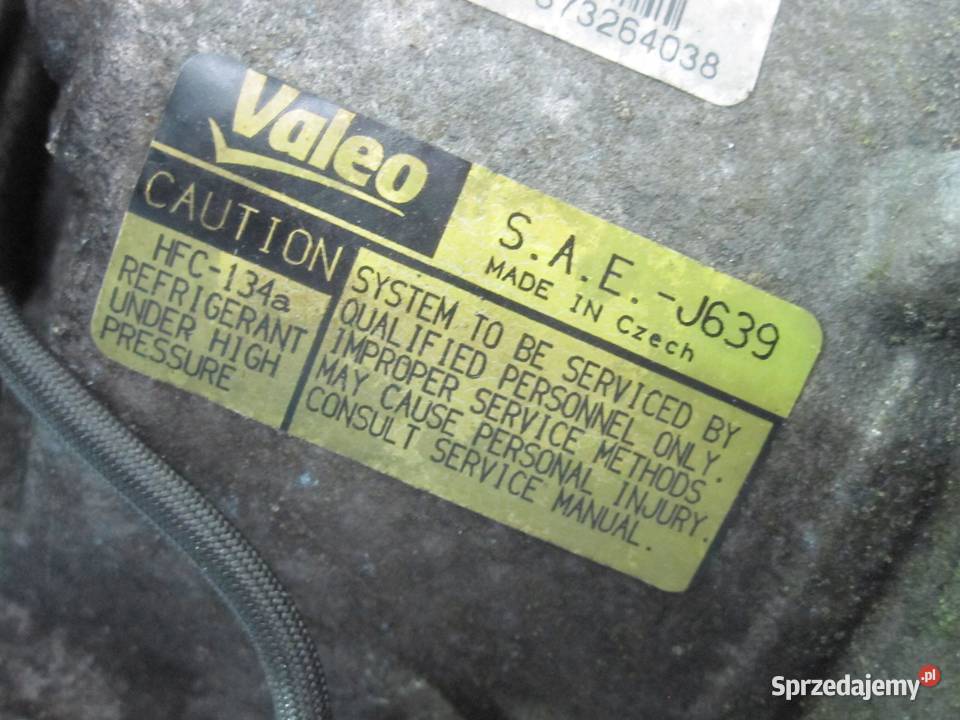 73264038
Valeo
S.A.E.-J639
MADE IN Czech
CAUTION
HFC-134a
REFRIGERANT
UNDER HIGH
PRESSURE
SYSTEM TO BE SERVICED BY
QUALIFIED PERSONNEL ONLY.
IMPROPER SERVICE METHODS
MAY CAUSE PERSONAL INJURY.
CONSULT SERVICE MANUAL.
Sprzedajemy.pl